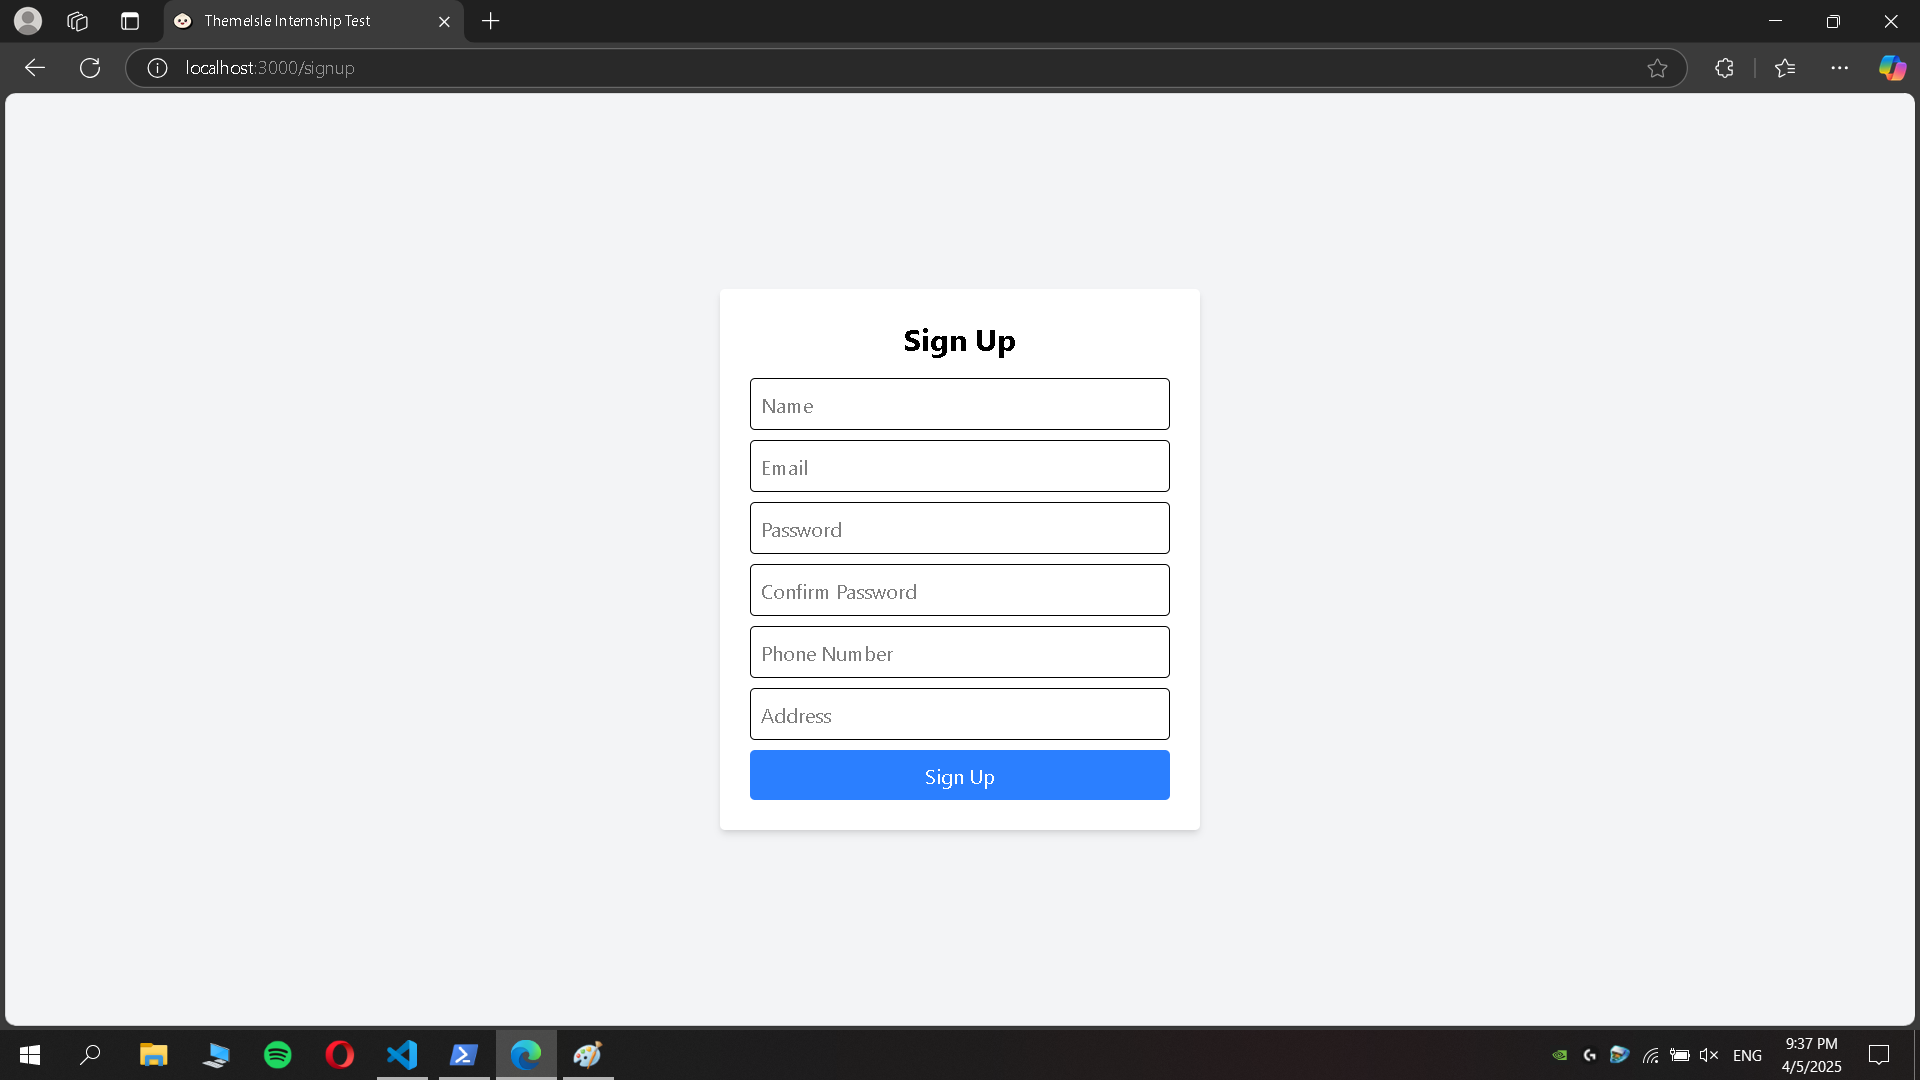 ThemeIsle Internship Test
localhost:3000/signup
Sign Up
Name
Email
Password
Confirm Password
Phone Number
Address
Sign Up
ENG
9:37 PM
4/5/2025